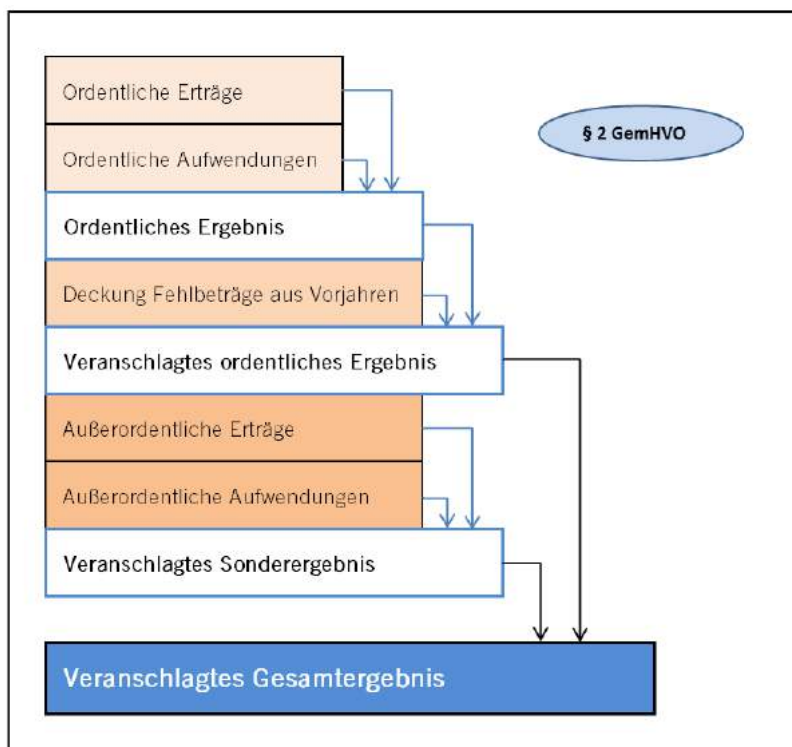 Ordentliche Erträge
§ 2 GemHVO
Ordentliche Aufwendungen
Ordentliches Ergebnis
Deckung Fehlbeträge aus Vorjahren
Veranschlagtes ordentliches Ergebnis
Außerordentliche Erträge
Außerordentliche Aufwendungen
Veranschlagtes Sonderergebnis
Veranschlagtes Gesamtergebnis